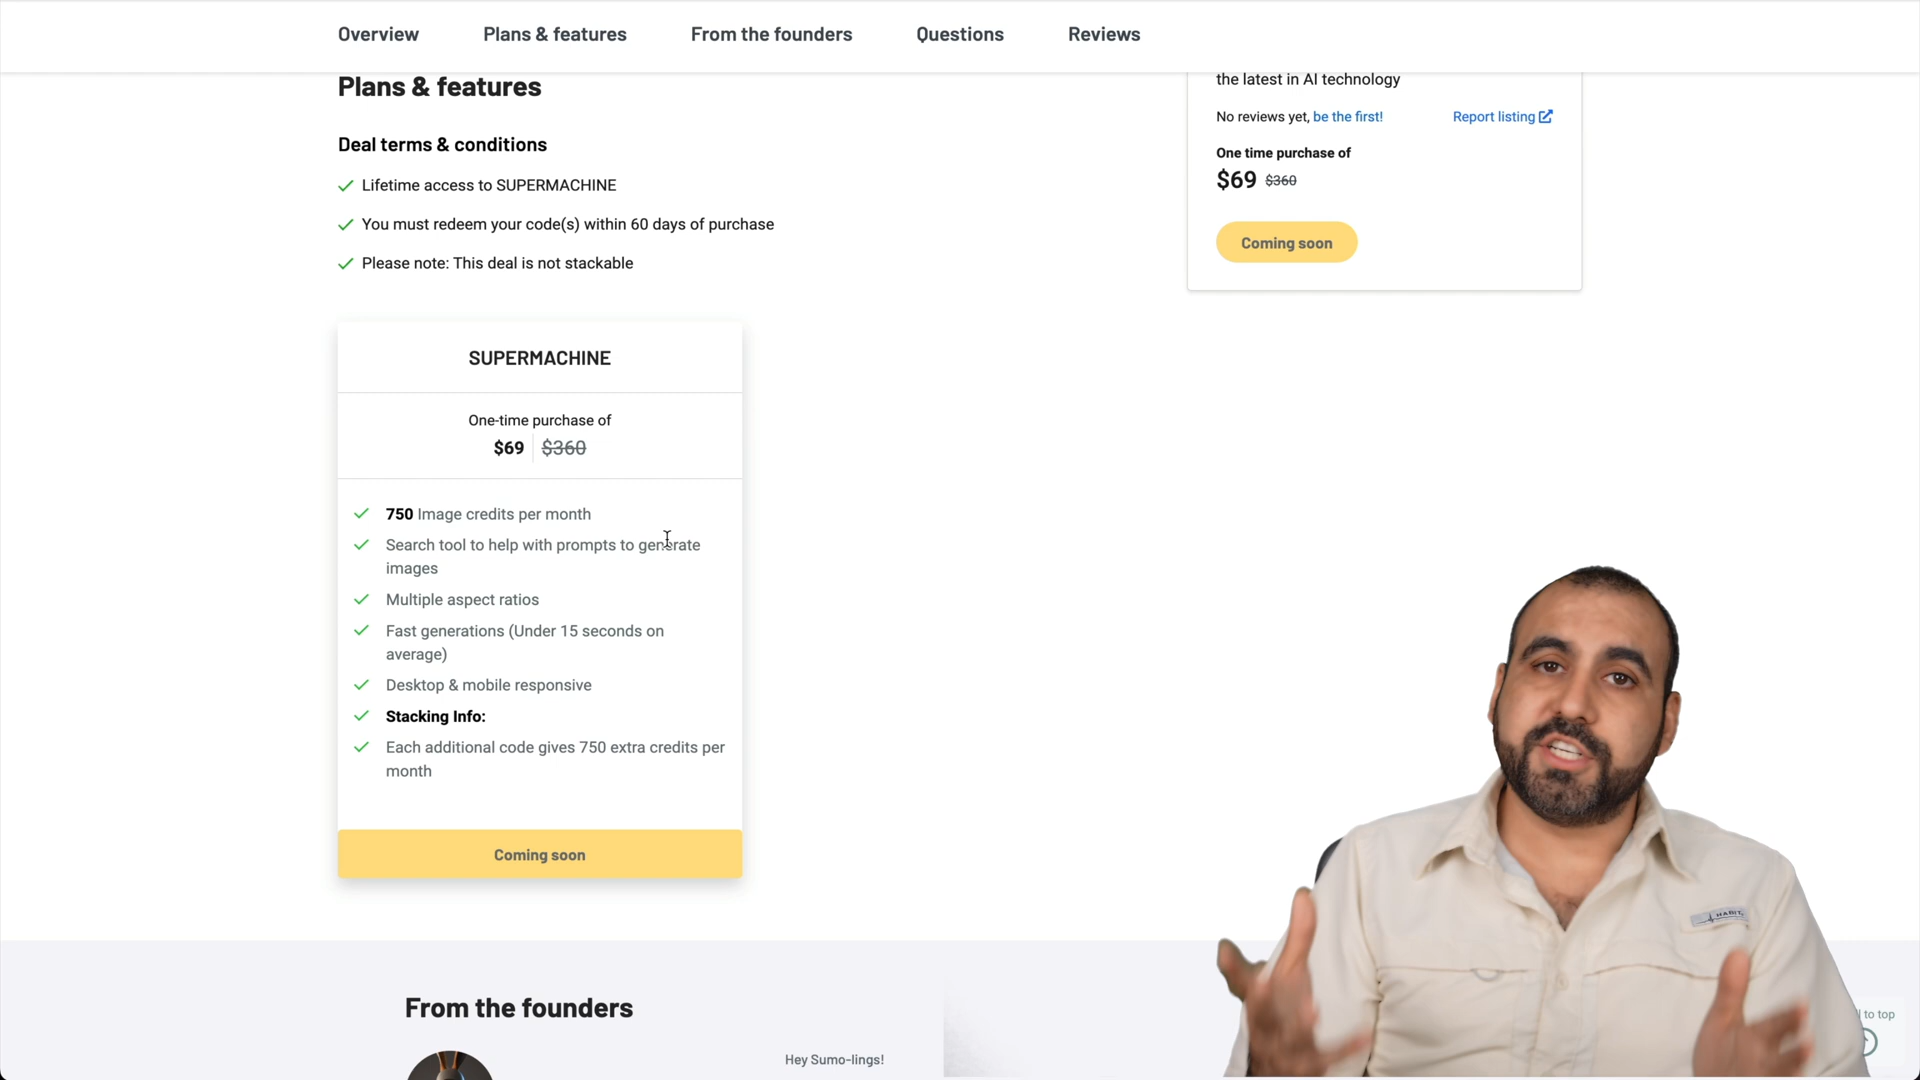 Overview Plans & features From the founders Questions Reviews
Plans & features
Deal terms & conditions
Lifetime access to SUPERMACHINE
You must redeem your code(s) within 60 days of purchase
Please note: This deal is not stackable
the latest in AI technology
No reviews yet, be the first! Report listing
One time purchase of
$69 $360
Coming soon
SUPERMACHINE
One-time purchase of
$69 $360
750 Image credits per month
Search tool to help with prompts to generate
images
Multiple aspect ratios
Fast generations (Under 15 seconds on
average)
Desktop & mobile responsive
Stacking Info:
Each additional code gives 750 extra credits per
month
Coming soon
From the founders
Hey Sumo-lings!
HABIT
to top